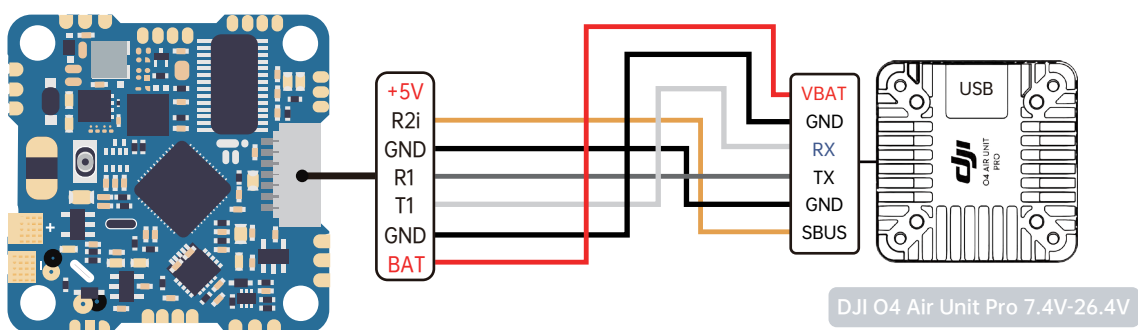 +5V
R2i
GND
R1
T1
GND
BAT
VBAT
GND
RX
TX
GND
SBUS
USB
dji
O4 AIR UNIT
PRO
+
DJI O4 Air Unit Pro 7.4V-26.4V